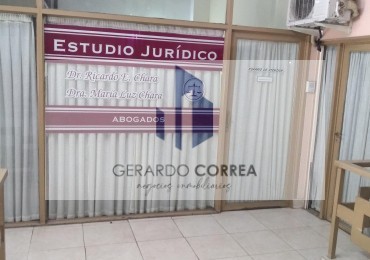 ESTUDIO JURÍDICO
Dr. Ricardo E. Chara
Dra. María Luz Chara
ABOGADOS
GERARDO CORREA
negocios inmobiliarios